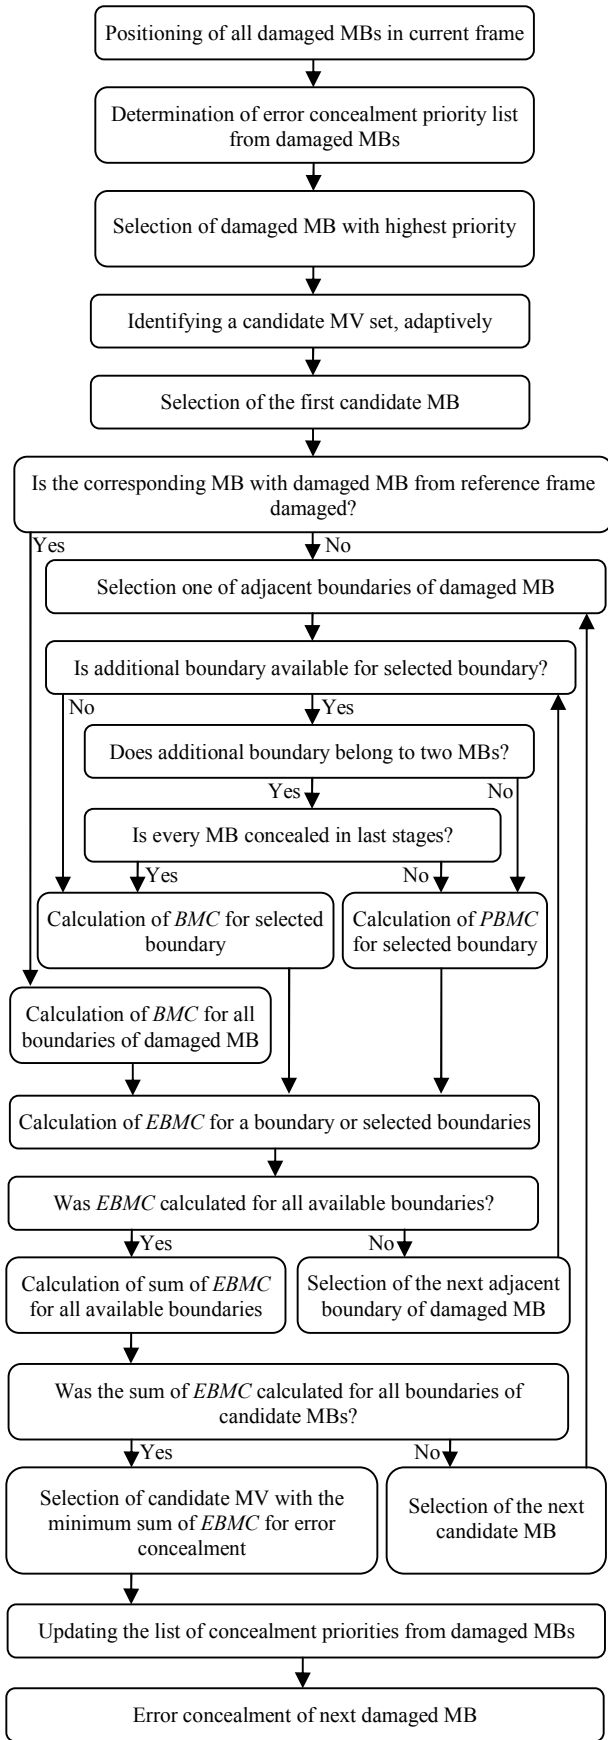 Positioning of all damaged MBs in current frame
Determination of error concealment priority list
from damaged MBs
Selection of damaged MB with highest priority
Identifying a candidate MV set, adaptively
Selection of the first candidate MB
Is the corresponding MB with damaged MB from reference frame
damaged?
Yes
No
Selection one of adjacent boundaries of damaged MB
Is additional boundary available for selected boundary?
No
Yes
Does additional boundary belong to two MBs?
Yes
No
Is every MB concealed in last stages?
Yes
No
Calculation of BMC for selected
boundary
Calculation of PBMC
for selected boundary
Calculation of BMC for all
boundaries of damaged MB
Calculation of EBMC for a boundary or selected boundaries
Was EBMC calculated for all available boundaries?
Yes
No
Calculation of sum of EBMC
for all available boundaries
Selection of the next adjacent
boundary of damaged MB
Was the sum of EBMC calculated for all boundaries of
candidate MBs?
Yes
No
Selection of candidate MV with the
minimum sum of EBMC for error
concealment
Selection of the next
candidate MB
Updating the list of concealment priorities from damaged MBs
Error concealment of next damaged MB